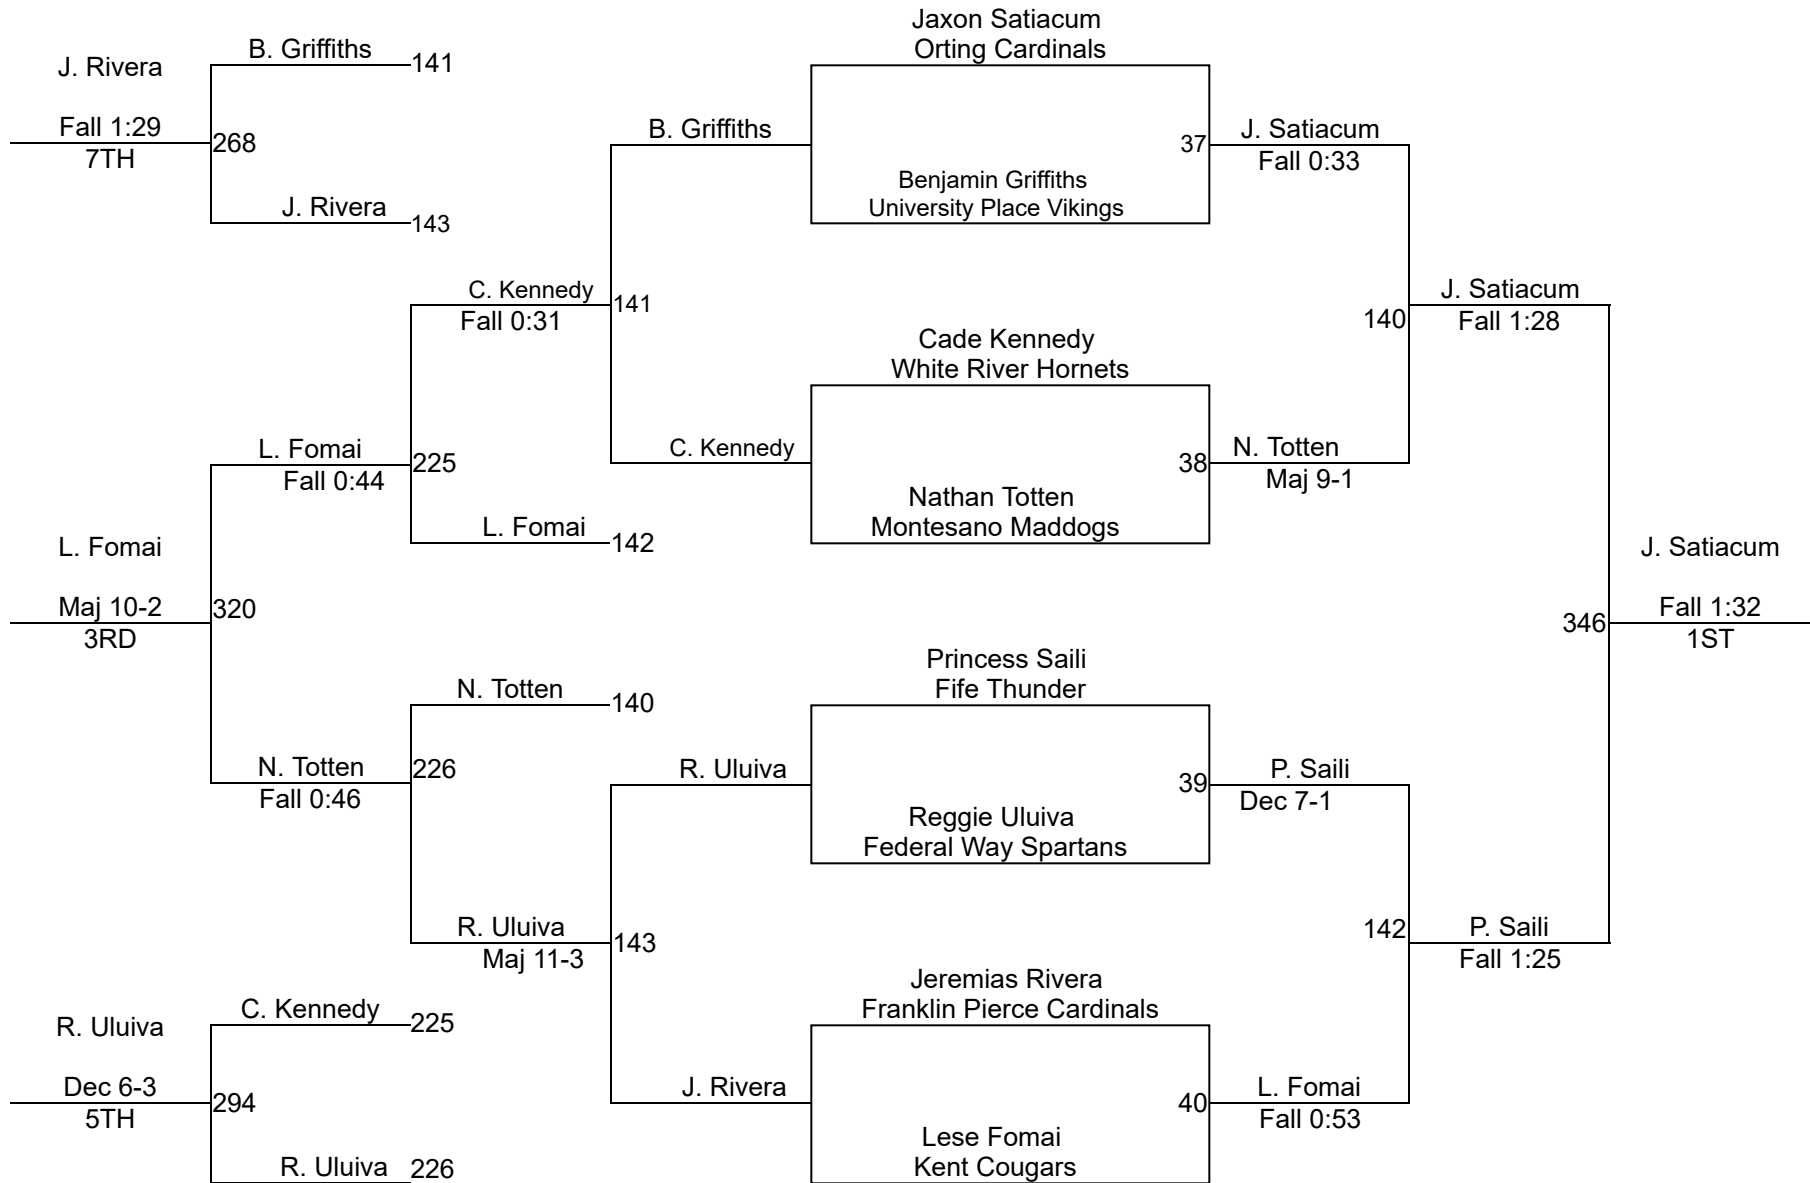 Jaxon Satiacum
Orting Cardinals
B. Griffiths
141
J. Rivera
Fall 1:29
7TH
268
J. Rivera
143
B. Griffiths
37
J. Satiacum
Fall 0:33
Benjamin Griffiths
University Place Vikings
C. Kennedy
Fall 0:31
141
J. Satiacum
Fall 1:28
140
Cade Kennedy
White River Hornets
L. Fomai
Fall 0:44
225
C. Kennedy
38
N. Totten
Maj 9-1
Nathan Totten
Montesano Maddogs
L. Fomai
142
L. Fomai
Maj 10-2
3RD
320
J. Satiacum
Fall 1:32
1ST
346
Princess Saili
Fife Thunder
N. Totten
140
N. Totten
Fall 0:46
226
R. Uluiva
39
P. Saili
Dec 7-1
Reggie Uluiva
Federal Way Spartans
R. Uluiva
Maj 11-3
143
142
P. Saili
Fall 1:25
Jeremias Rivera
Franklin Pierce Cardinals
C. Kennedy
225
R. Uluiva
Dec 6-3
5TH
294
J. Rivera
40
L. Fomai
Fall 0:53
Lese Fomai
Kent Cougars
R. Uluiva
226